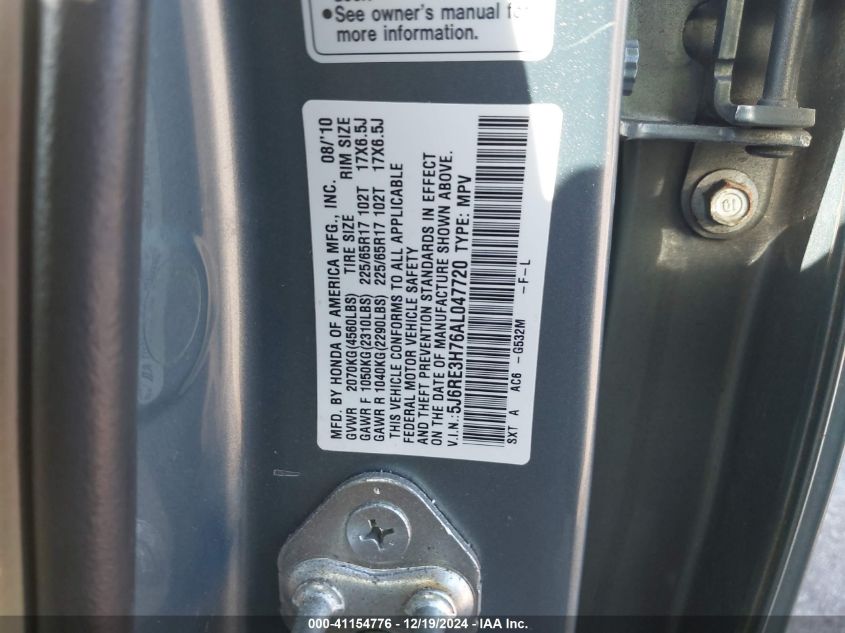 •See owner's manual for
more information.
MFD. BY HONDA OF AMERICA MFG., INC. 08/'10
GVWR 2070KG(4560LBS) TIRE SIZE RIM SIZE
GAWR F 1050KG(2310LBS) 225/65R17 102T 17X6.5J
GAWR R 1040KG(2290LBS) 225/65R17 102T 17X6.5J
THIS VEHICLE CONFORMS TO ALL APPLICABLE
FEDERAL MOTOR VEHICLE SAFETY
AND THEFT PREVENTION STANDARDS IN EFFECT
ON THE DATE OF MANUFACTURE SHOWN ABOVE.
V.I.N.:5J6RE3H76AL047720 TYPE: MPV
SXT A AC6 -G532M -F-L
000-41154776 - 12/19/2024 - IAA Inc.